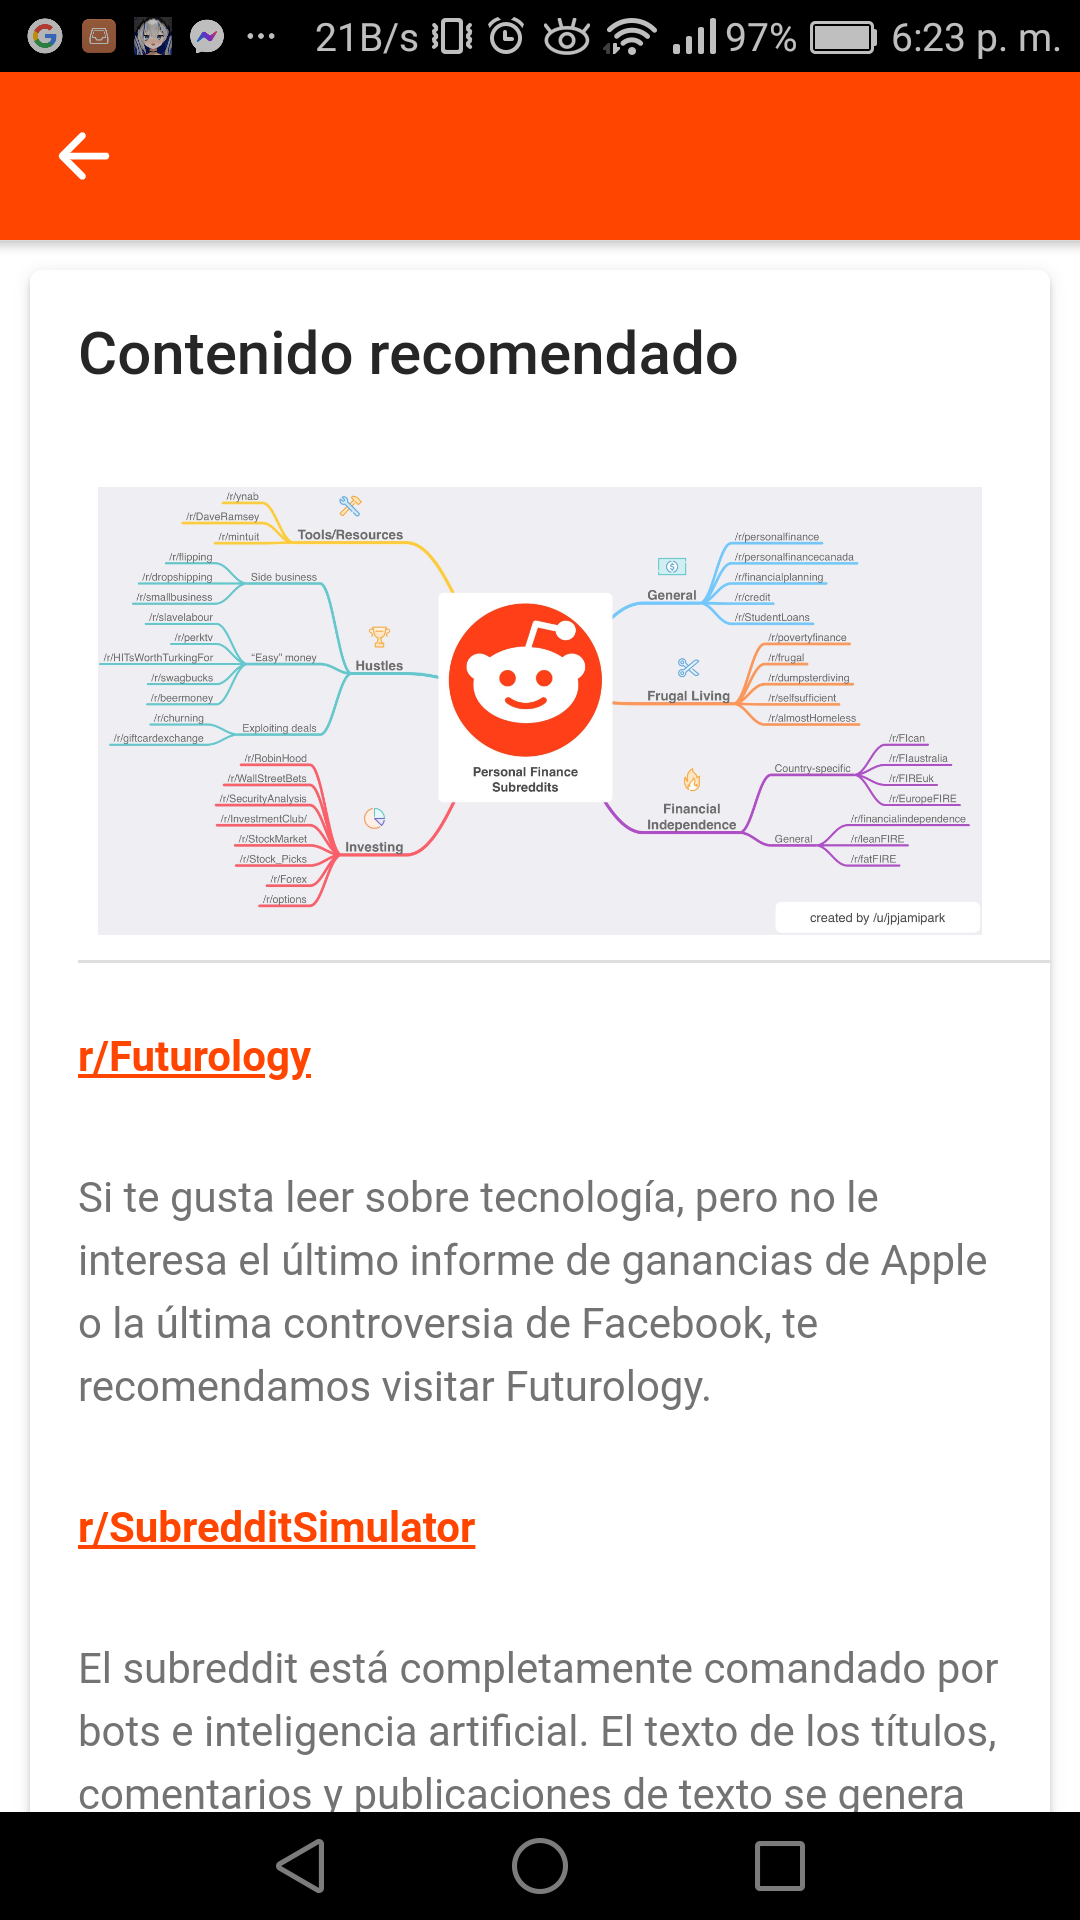 21B/s 97% 6:23 p. m.
Contenido recomendado
/r/ynab
/r/DaveRamsey
/r/mintuit
Tools/Resources
/r/flipping
/r/dropshipping
/r/smallbusiness
Side business
/r/slavelabour
/r/perktv
/r/HITsWorthTurkingFor
/r/swagbucks
/r/beermoney
"Easy" money
Hustles
/r/churning
/r/giftcardexchange
Exploiting deals
/r/RobinHood
/r/WallStreetBets
/r/SecurityAnalysis
/r/InvestmentClub/
/r/StockMarket
/r/Stock_Picks
/r/Forex
/r/options
Investing
Personal Finance
Subreddits
General
/r/personalfinance
/r/personalfinancecanada
/r/financialplanning
/r/credit
/r/StudentLoans
Frugal Living
/r/povertyfinance
/r/frugal
/r/dumpsterdiving
/r/selfsufficient
/r/almostHomeless
Financial
Independence
Country-specific
/r/FIcan
/r/FIaustralia
/r/FIREuk
/r/EuropeFIRE
General
/r/financialindependence
/r/leanFIRE
/r/fatFIRE
created by /u/jpjamipark
r/Futurology
Si te gusta leer sobre tecnología, pero no le
interesa el último informe de ganancias de Apple
o la última controversia de Facebook, te
recomendamos visitar Futurology.
r/SubredditSimulator
El subreddit está completamente comandado por
bots e inteligencia artificial. El texto de los títulos,
comentarios y publicaciones de texto se genera